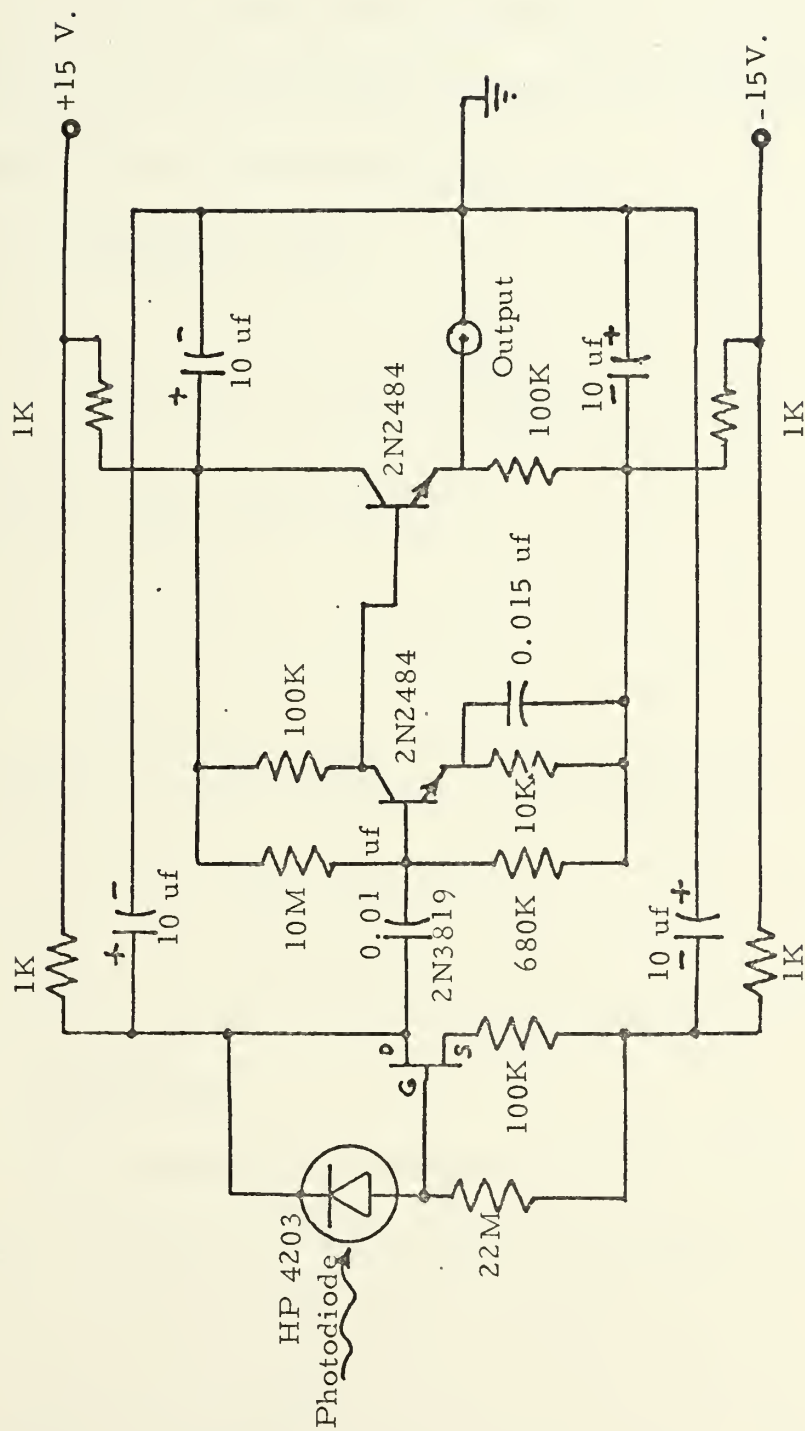 +15 V.
1K
1K
+
-
10 uf
+
-
10 uf
100K
10M
0.01
uf
2N2484
2N2484
Output
HP 4203
Photodiode
D
G
S
2N3819
100K
22M
680K
10K
0.015 uf
100K
10 uf
-
+
10 uf
-
+
1K
1K
-15V.